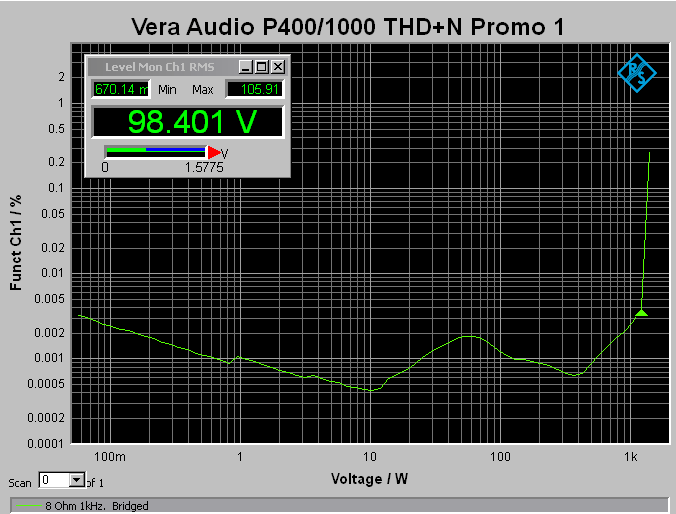 Vera Audio P400/1000 THD+N Promo 1
Level Mon Ch1 RMS
670.14 m Min Max 105.91
98.401 V
V
0 1.5775
2
1
0.5
0.2
0.1
0.05
0.02
0.01
0.005
0.002
0.001
0.0005
0.0002
0.0001
Funct Ch1 / %
100m 1 10 100 1k
Voltage / W
Scan 0 of 1
8 Ohm 1kHz. Bridged